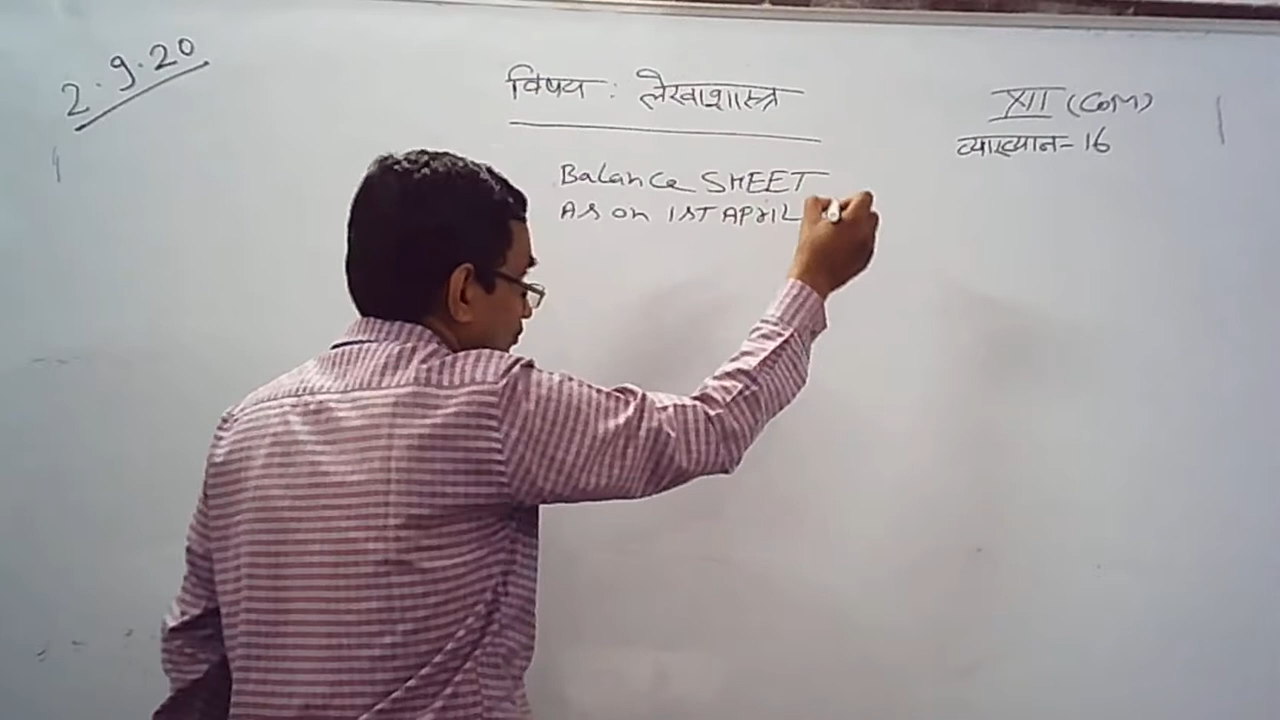 2.9.20
विषय : लेखाशास्त्र
XII (COM)
व्याख्यान- 16
Balance SHEET
As on 1ST APRIL